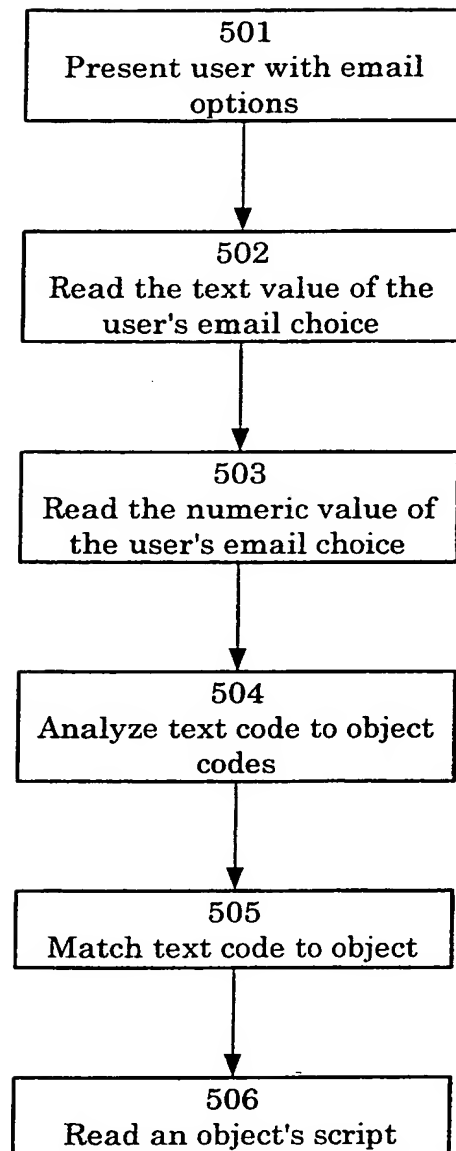 501
Present user with email
options
502
Read the text value of the
user's email choice
503
Read the numeric value of
the user's email choice
504
Analyze text code to object
codes
505
Match text code to object
506
Read an object's script